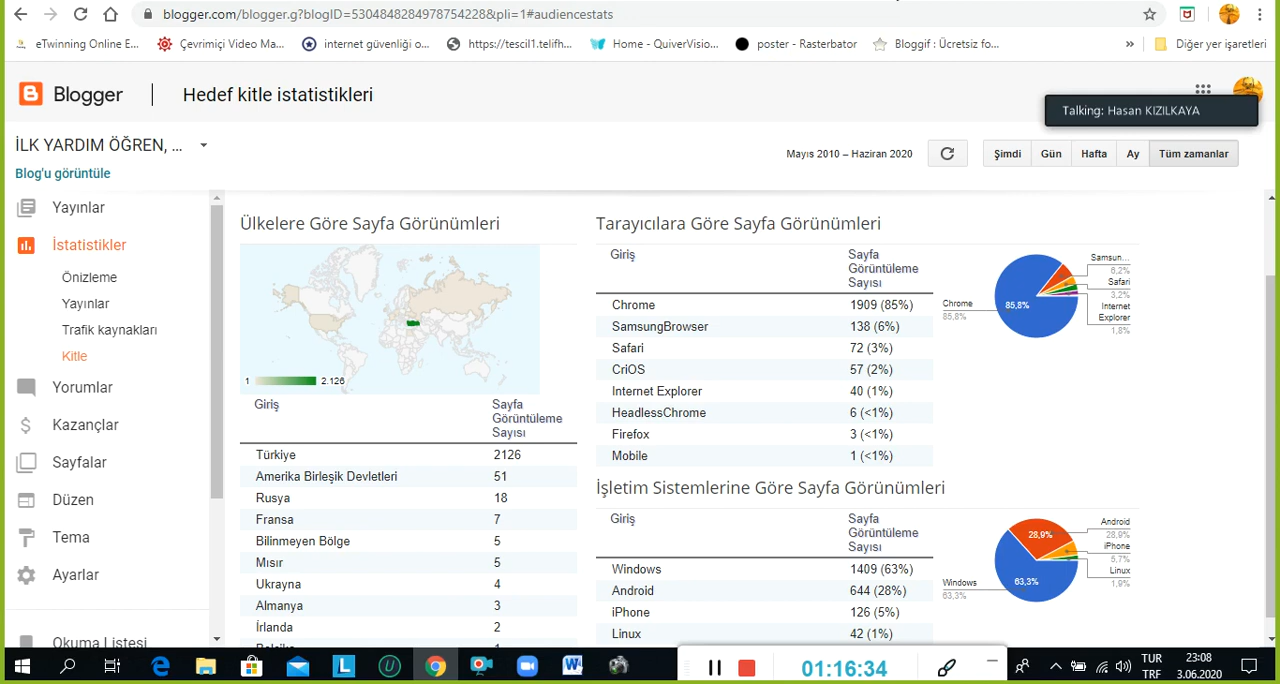 blogger.com/blogger.g?blogID=5304848284978754228&pli=1#audiencestats
eTwinning Online E...
Çevrimiçi Video Ma...
internet güvenliği o...
https://tescil1.telifh...
Home - QuiverVisio...
poster - Rasterbator
Bloggif : Ücretsiz fo...
»
Diğer yer işaretleri
Blogger
Hedef kitle istatistikleri
Talking: Hasan KIZILKAYA
İLK YARDIM ÖĞREN, ...
Blog'u görüntüle
Mayıs 2010 – Haziran 2020
Şimdi
Gün
Hafta
Ay
Tüm zamanlar
Yayınlar
İstatistikler
Önizleme
Yayınlar
Trafik kaynakları
Kitle
Yorumlar
Kazançlar
Sayfalar
Düzen
Tema
Ayarlar
Okuma Listesi
Ülkelere Göre Sayfa Görünümleri
1
2.126
Giriş
Sayfa
Görüntüleme
Sayısı
Türkiye 2126
Amerika Birleşik Devletleri 51
Rusya 18
Fransa 7
Bilinmeyen Bölge 5
Mısır 5
Ukrayna 4
Almanya 3
İrlanda 2
Tarayıcılara Göre Sayfa Görünümleri
Giriş
Sayfa
Görüntüleme
Sayısı
Chrome 1909 (85%)
SamsungBrowser 138 (6%)
Safari 72 (3%)
CriOS 57 (2%)
Internet Explorer 40 (1%)
HeadlessChrome 6 (<1%)
Firefox 3 (<1%)
Mobile 1 (<1%)
Chrome
85,8%
85,8%
Samsun...
6,2%
Safari
3,2%
Internet
Explorer
1,8%
İşletim Sistemlerine Göre Sayfa Görünümleri
Giriş
Sayfa
Görüntüleme
Sayısı
Windows 1409 (63%)
Android 644 (28%)
iPhone 126 (5%)
Linux 42 (1%)
Windows
63,3%
63,3%
28,9%
Android
28,9%
iPhone
5,7%
Linux
1,9%
01:16:34
TUR
TRF
23:08
3.06.2020